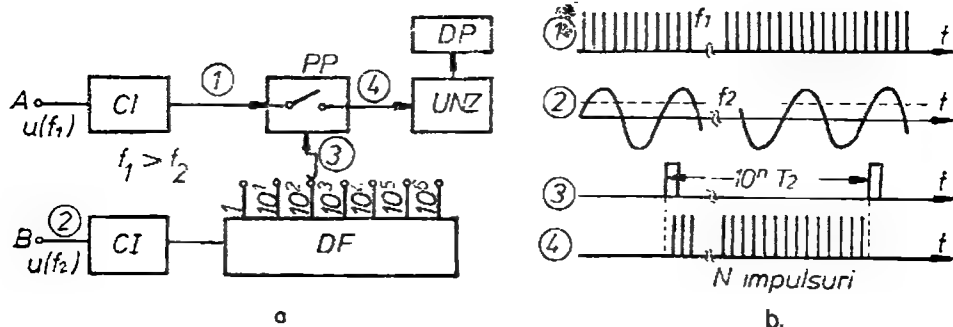 DP
PP
① ④
A CI UNZ
u(f₁)
f₁ > f₂
③
1 10¹ 10² 10³ 10⁴ 10⁵ 10⁶
②
B CI DF
u(f₂)
a
① f₁ t
② f₂ t
③ 10ⁿ T₂ t
④ t
N impulsuri
b.